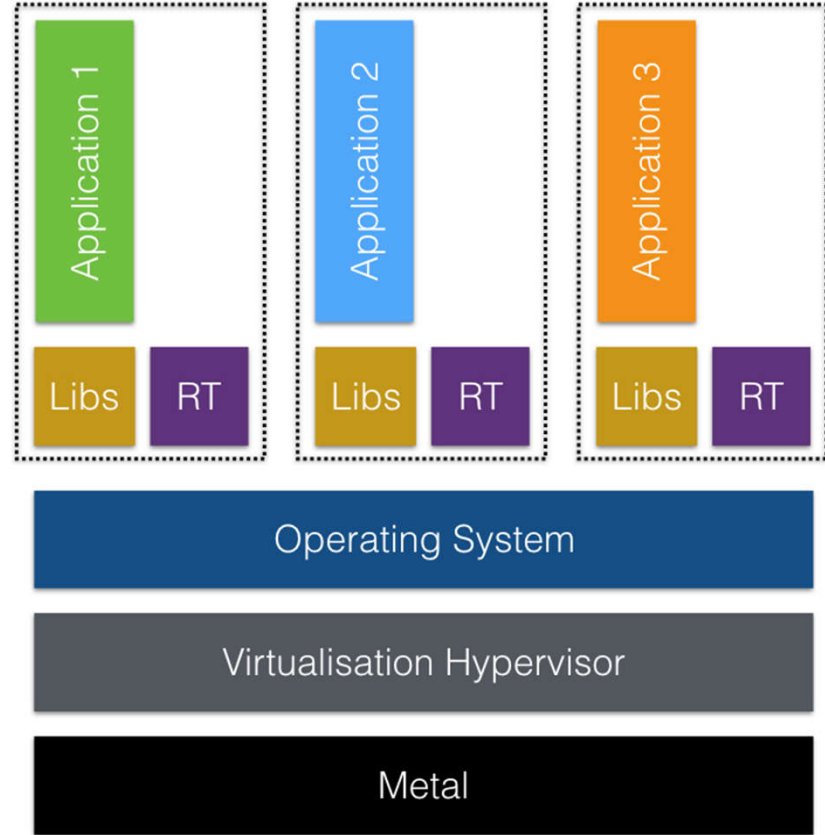 Application 1
Application 2
Application 3
Libs
RT
Libs
RT
Libs
RT
Operating System
Virtualisation Hypervisor
Metal